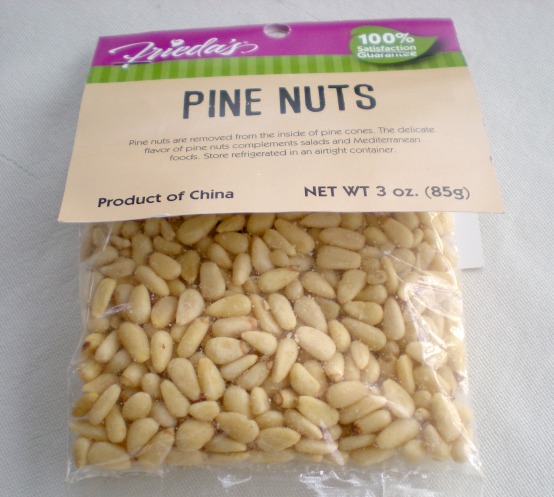 Frieda's
100%
Satisfaction
Guarantee
PINE NUTS
Pine nuts are removed from the inside of pine cones. The delicate
flavor of pine nuts complements salads and Mediterranean
foods. Store refrigerated in an airtight container.
Product of China
NET WT 3 oz. (85g)